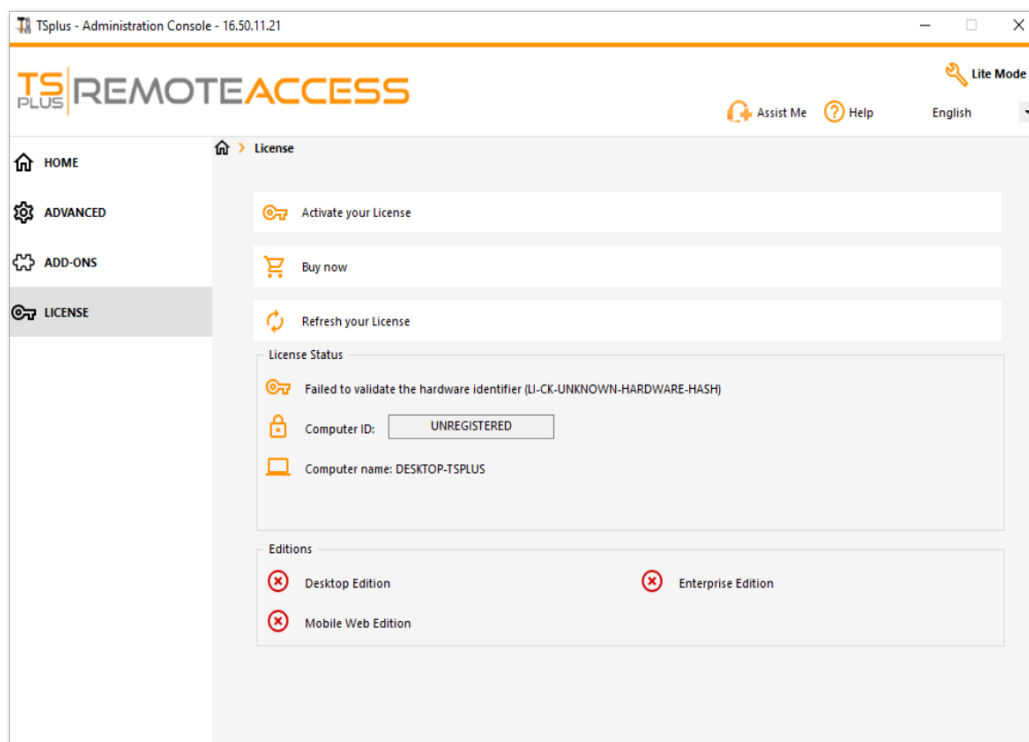 TSplus - Administration Console - 16.50.11.21
TS PLUS REMOTEACCESS
Lite Mode
Assist Me
? Help
English
HOME
ADVANCED
ADD-ONS
LICENSE
License
Activate your License
Buy now
Refresh your License
License Status
Failed to validate the hardware identifier (LI-CK-UNKNOWN-HARDWARE-HASH)
Computer ID: UNREGISTERED
Computer name: DESKTOP-TSPLUS
Editions
Desktop Edition
Enterprise Edition
Mobile Web Edition